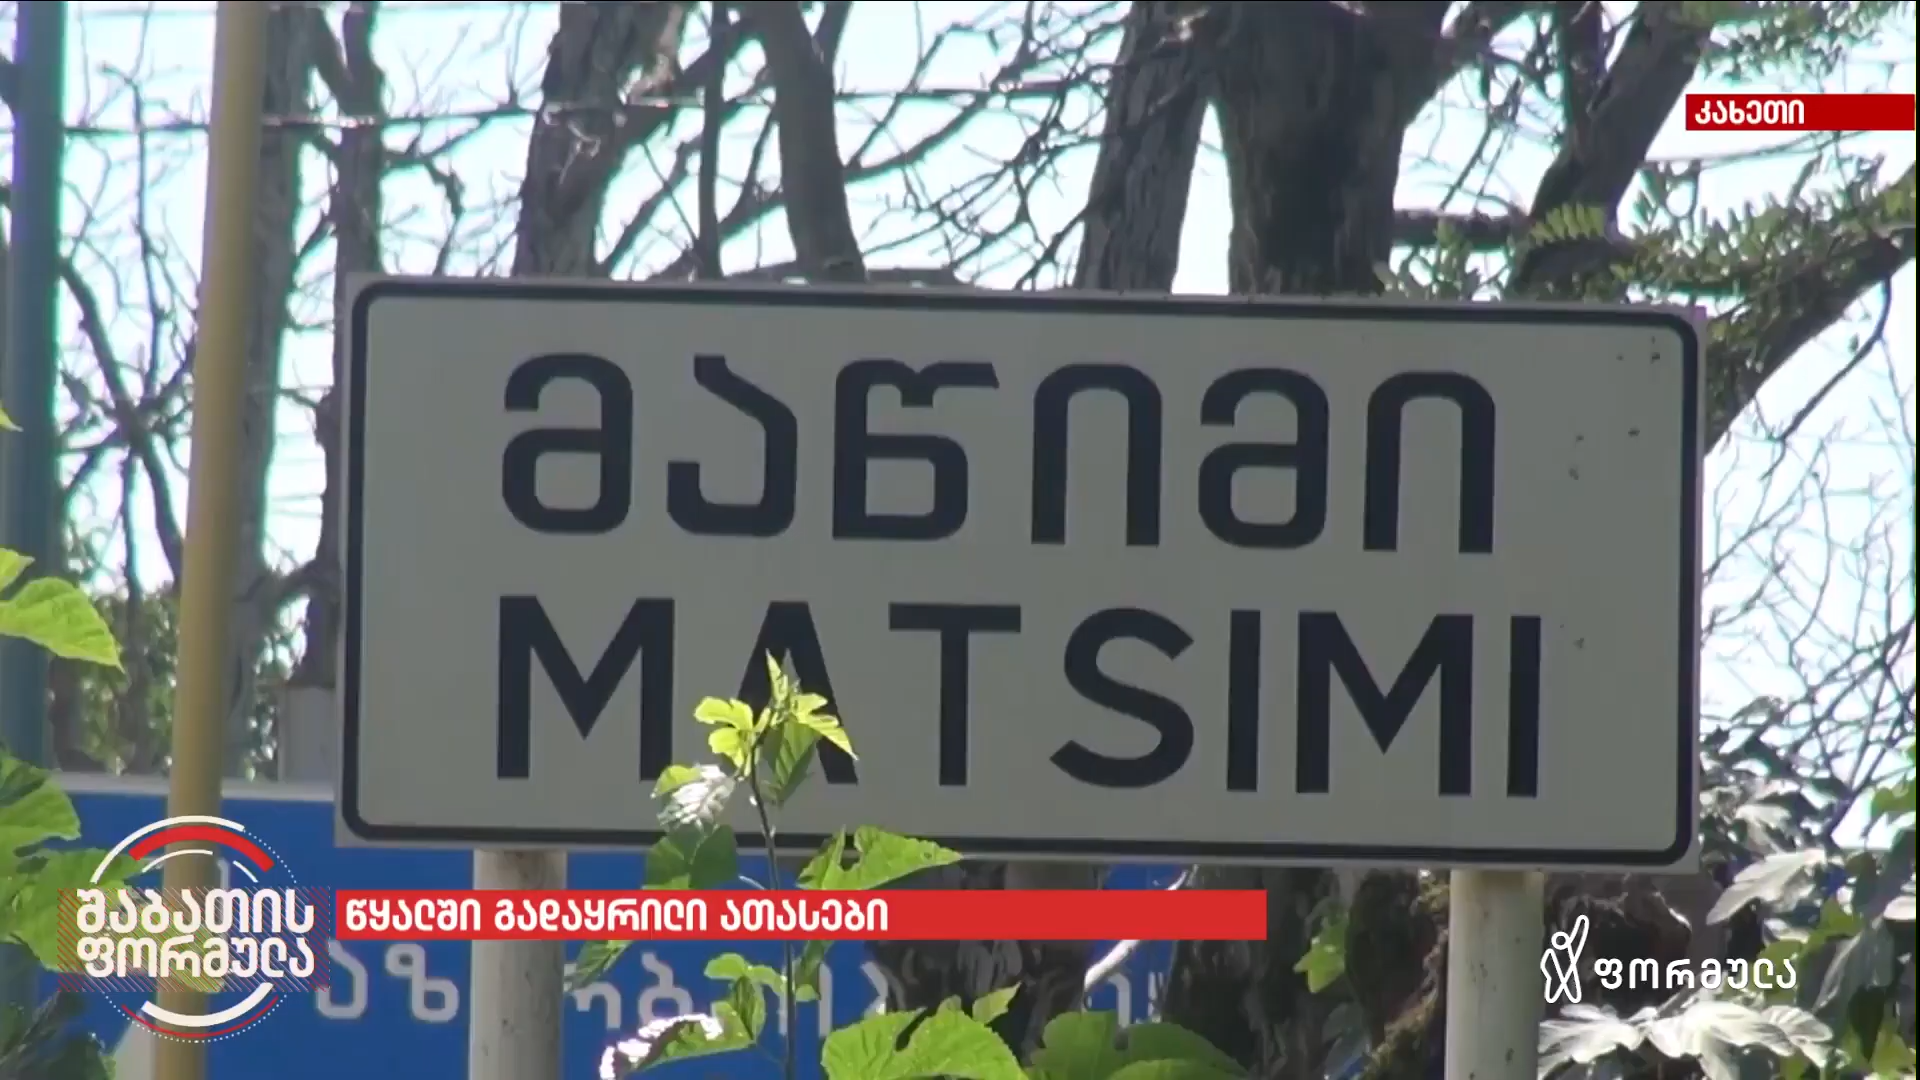 კახეთი
მაწიმი
MATSIMI
წყალში გადაყრილი ათასები
შაბათის
ფორმულა
ფორმულა